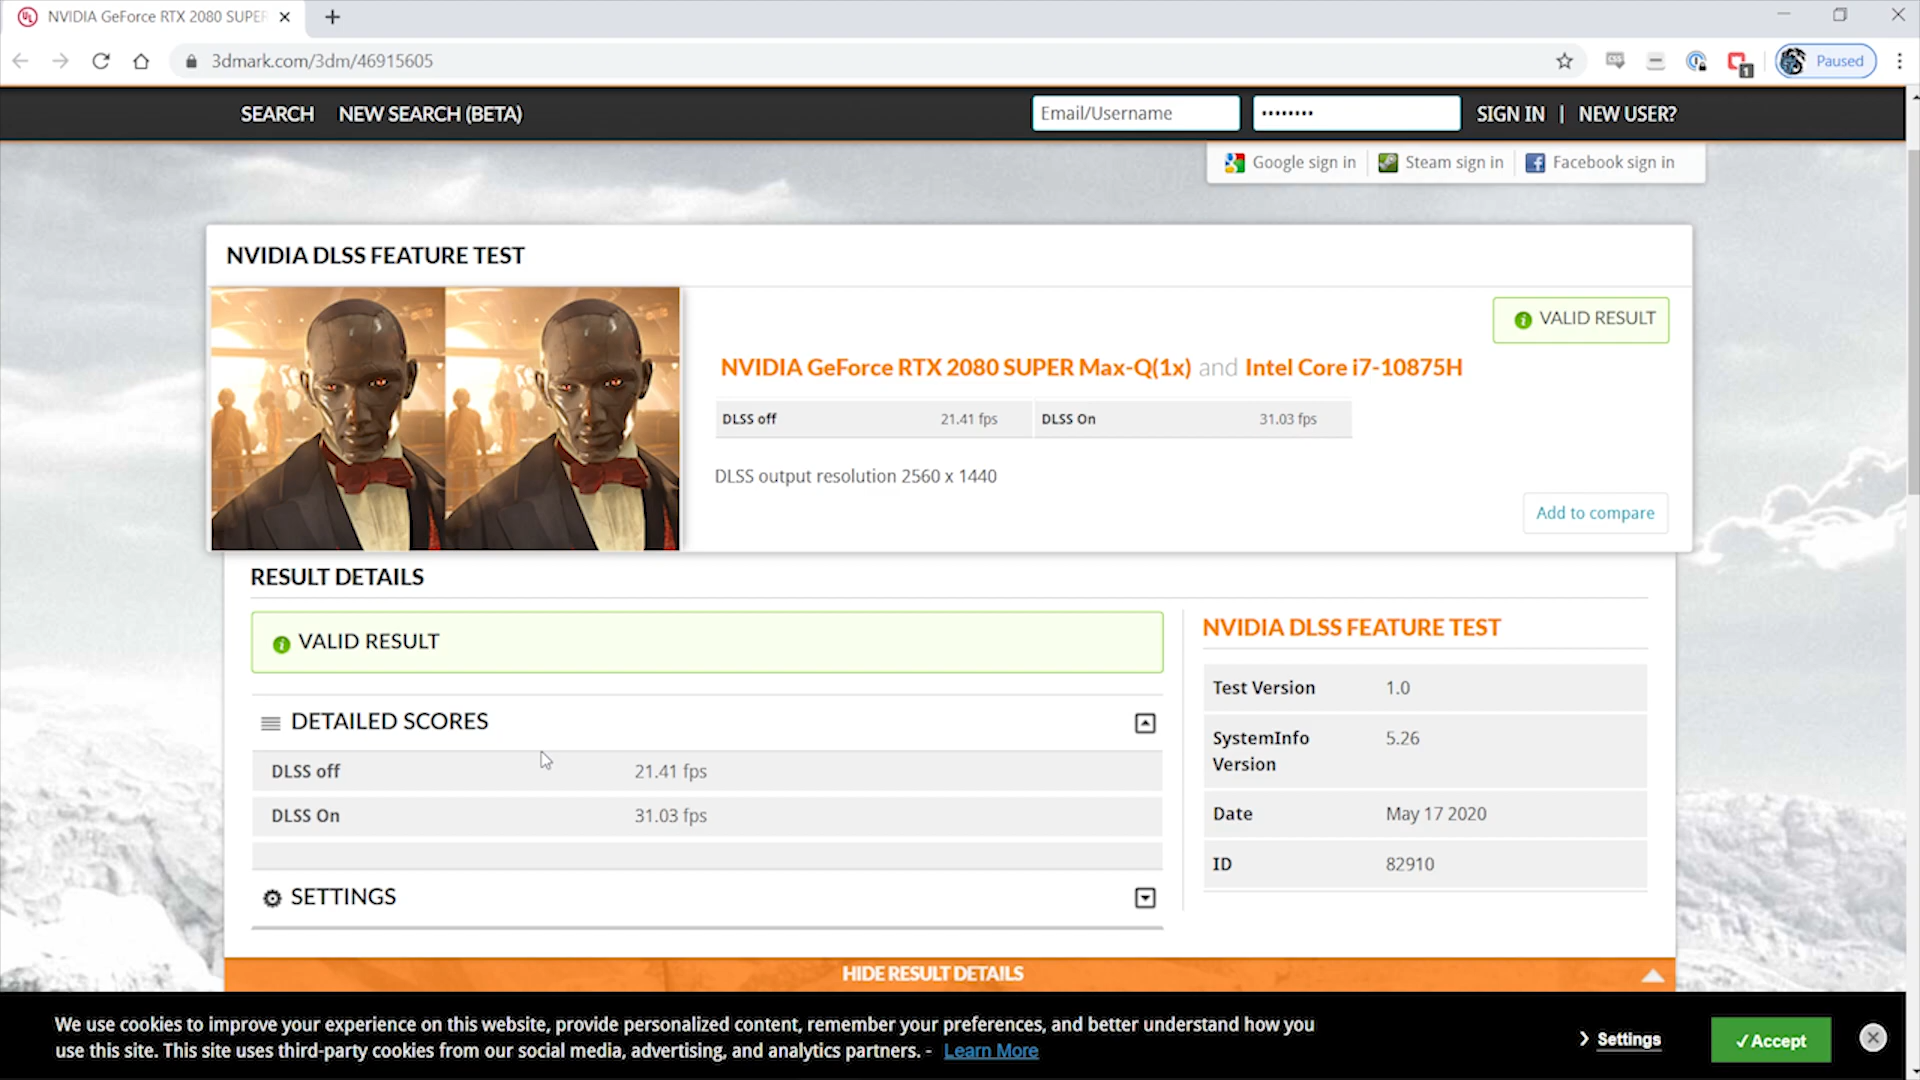 NVIDIA GeForce RTX 2080 SUPER
3dmark.com/3dm/46915605
1
Paused
SEARCH NEW SEARCH (BETA)
Email/Username •••••••• SIGN IN | NEW USER?
Google sign in Steam sign in Facebook sign in
NVIDIA DLSS FEATURE TEST
VALID RESULT
NVIDIA GeForce RTX 2080 SUPER Max-Q(1x) and Intel Core i7-10875H
DLSS off 21.41 fps DLSS On 31.03 fps
DLSS output resolution 2560 x 1440
Add to compare
RESULT DETAILS
VALID RESULT
DETAILED SCORES
DLSS off 21.41 fps
DLSS On 31.03 fps
SETTINGS
NVIDIA DLSS FEATURE TEST
Test Version 1.0
SystemInfo Version 5.26
Date May 17 2020
ID 82910
HIDE RESULT DETAILS
We use cookies to improve your experience on this website, provide personalized content, remember your preferences, and better understand how you
use this site. This site uses third-party cookies from our social media, advertising, and analytics partners. - Learn More
Settings
✓Accept